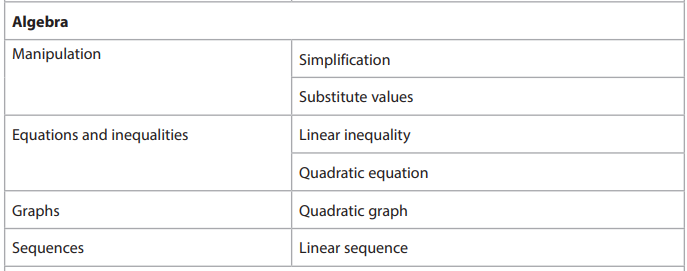 Algebra
Manipulation
Simplification
Substitute values
Equations and inequalities
Linear inequality
Quadratic equation
Graphs
Quadratic graph
Sequences
Linear sequence